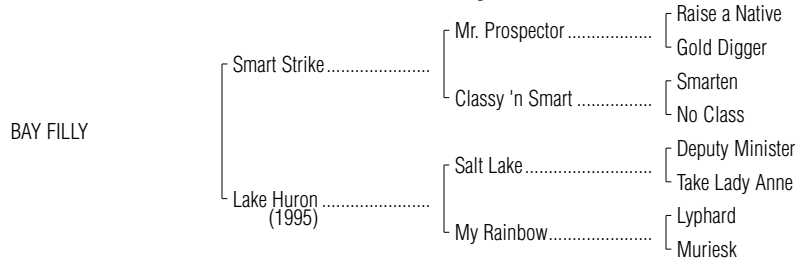 Raise a Native
Mr. Prospector ..................
Gold Digger
Smart Strike ......................
Smarten
Classy 'n Smart ................
No Class
BAY FILLY
Deputy Minister
Salt Lake ...........................
Take Lady Anne
Lake Huron .......................
(1995)
Lyphard
My Rainbow ......................
Muriesk